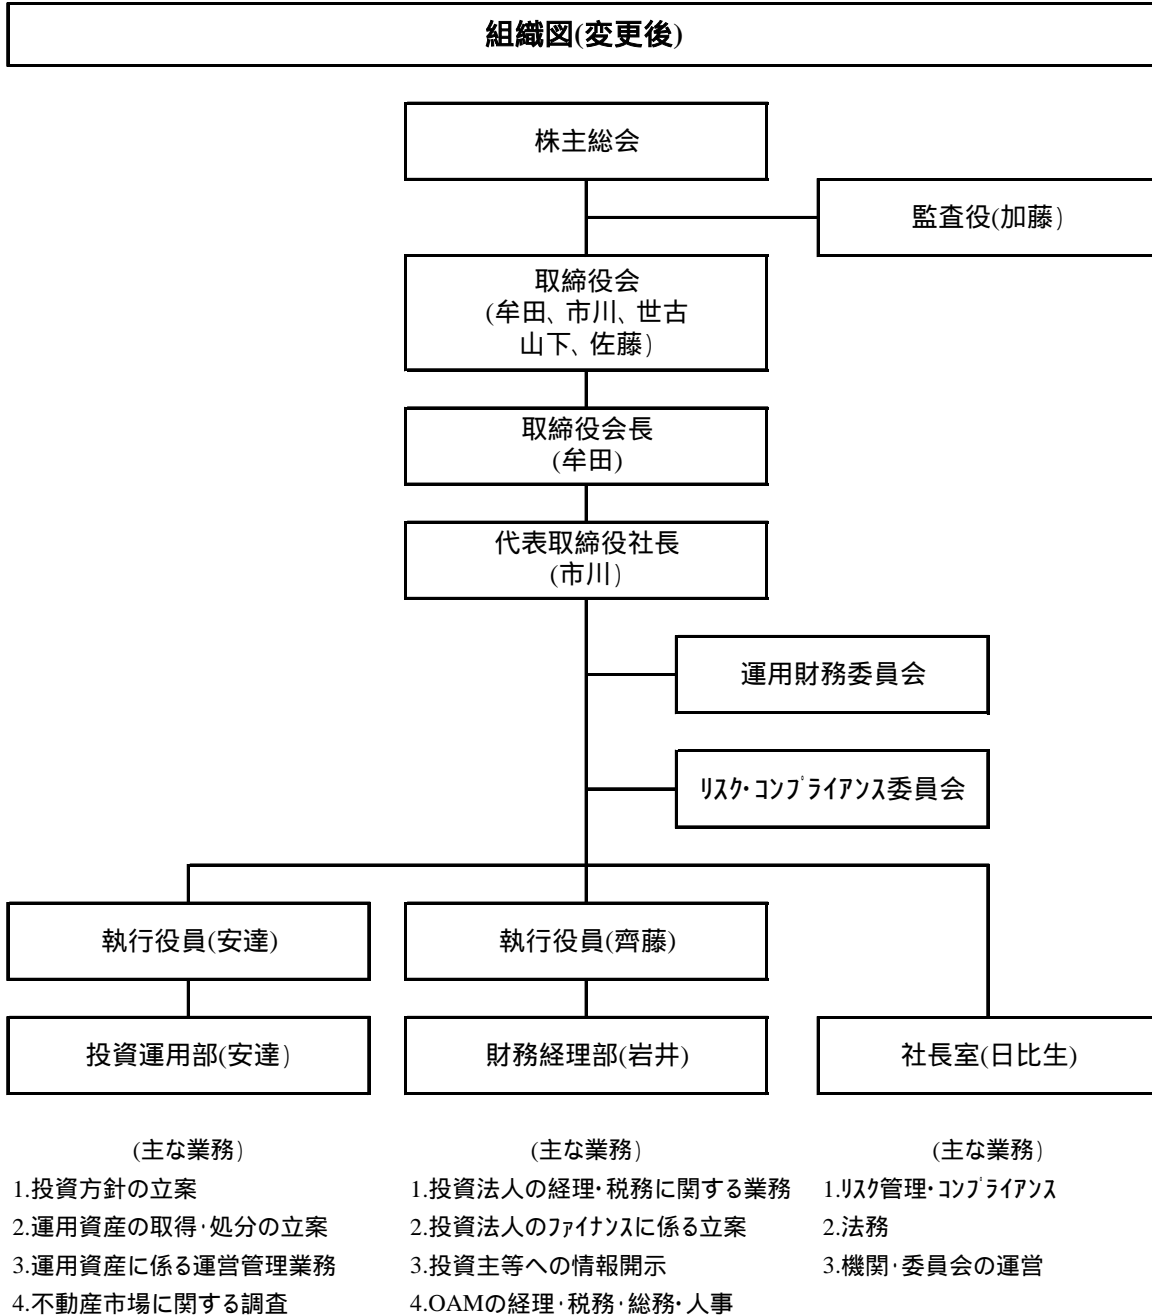 組織図(変更後)
株主総会
監査役(加藤)
取締役会
(牟田、市川、世古
山下、佐藤)
取締役会長
(牟田)
代表取締役社長
(市川)
運用財務委員会
ﾘｽｸ・ｺﾝﾌﾟﾗｲｱﾝｽ委員会
執行役員(安達)
執行役員(齊藤)
投資運用部(安達)
財務経理部(岩井)
社長室(日比生)
(主な業務)
1.投資方針の立案
2.運用資産の取得・処分の立案
3.運用資産に係る運営管理業務
4.不動産市場に関する調査
(主な業務)
1.投資法人の経理・税務に関する業務
2.投資法人のﾌｧｲﾅﾝｽに係る立案
3.投資主等への情報開示
4.OAMの経理・税務・総務・人事
(主な業務)
1.ﾘｽｸ管理・ｺﾝﾌﾟﾗｲｱﾝｽ
2.法務
3.機関・委員会の運営